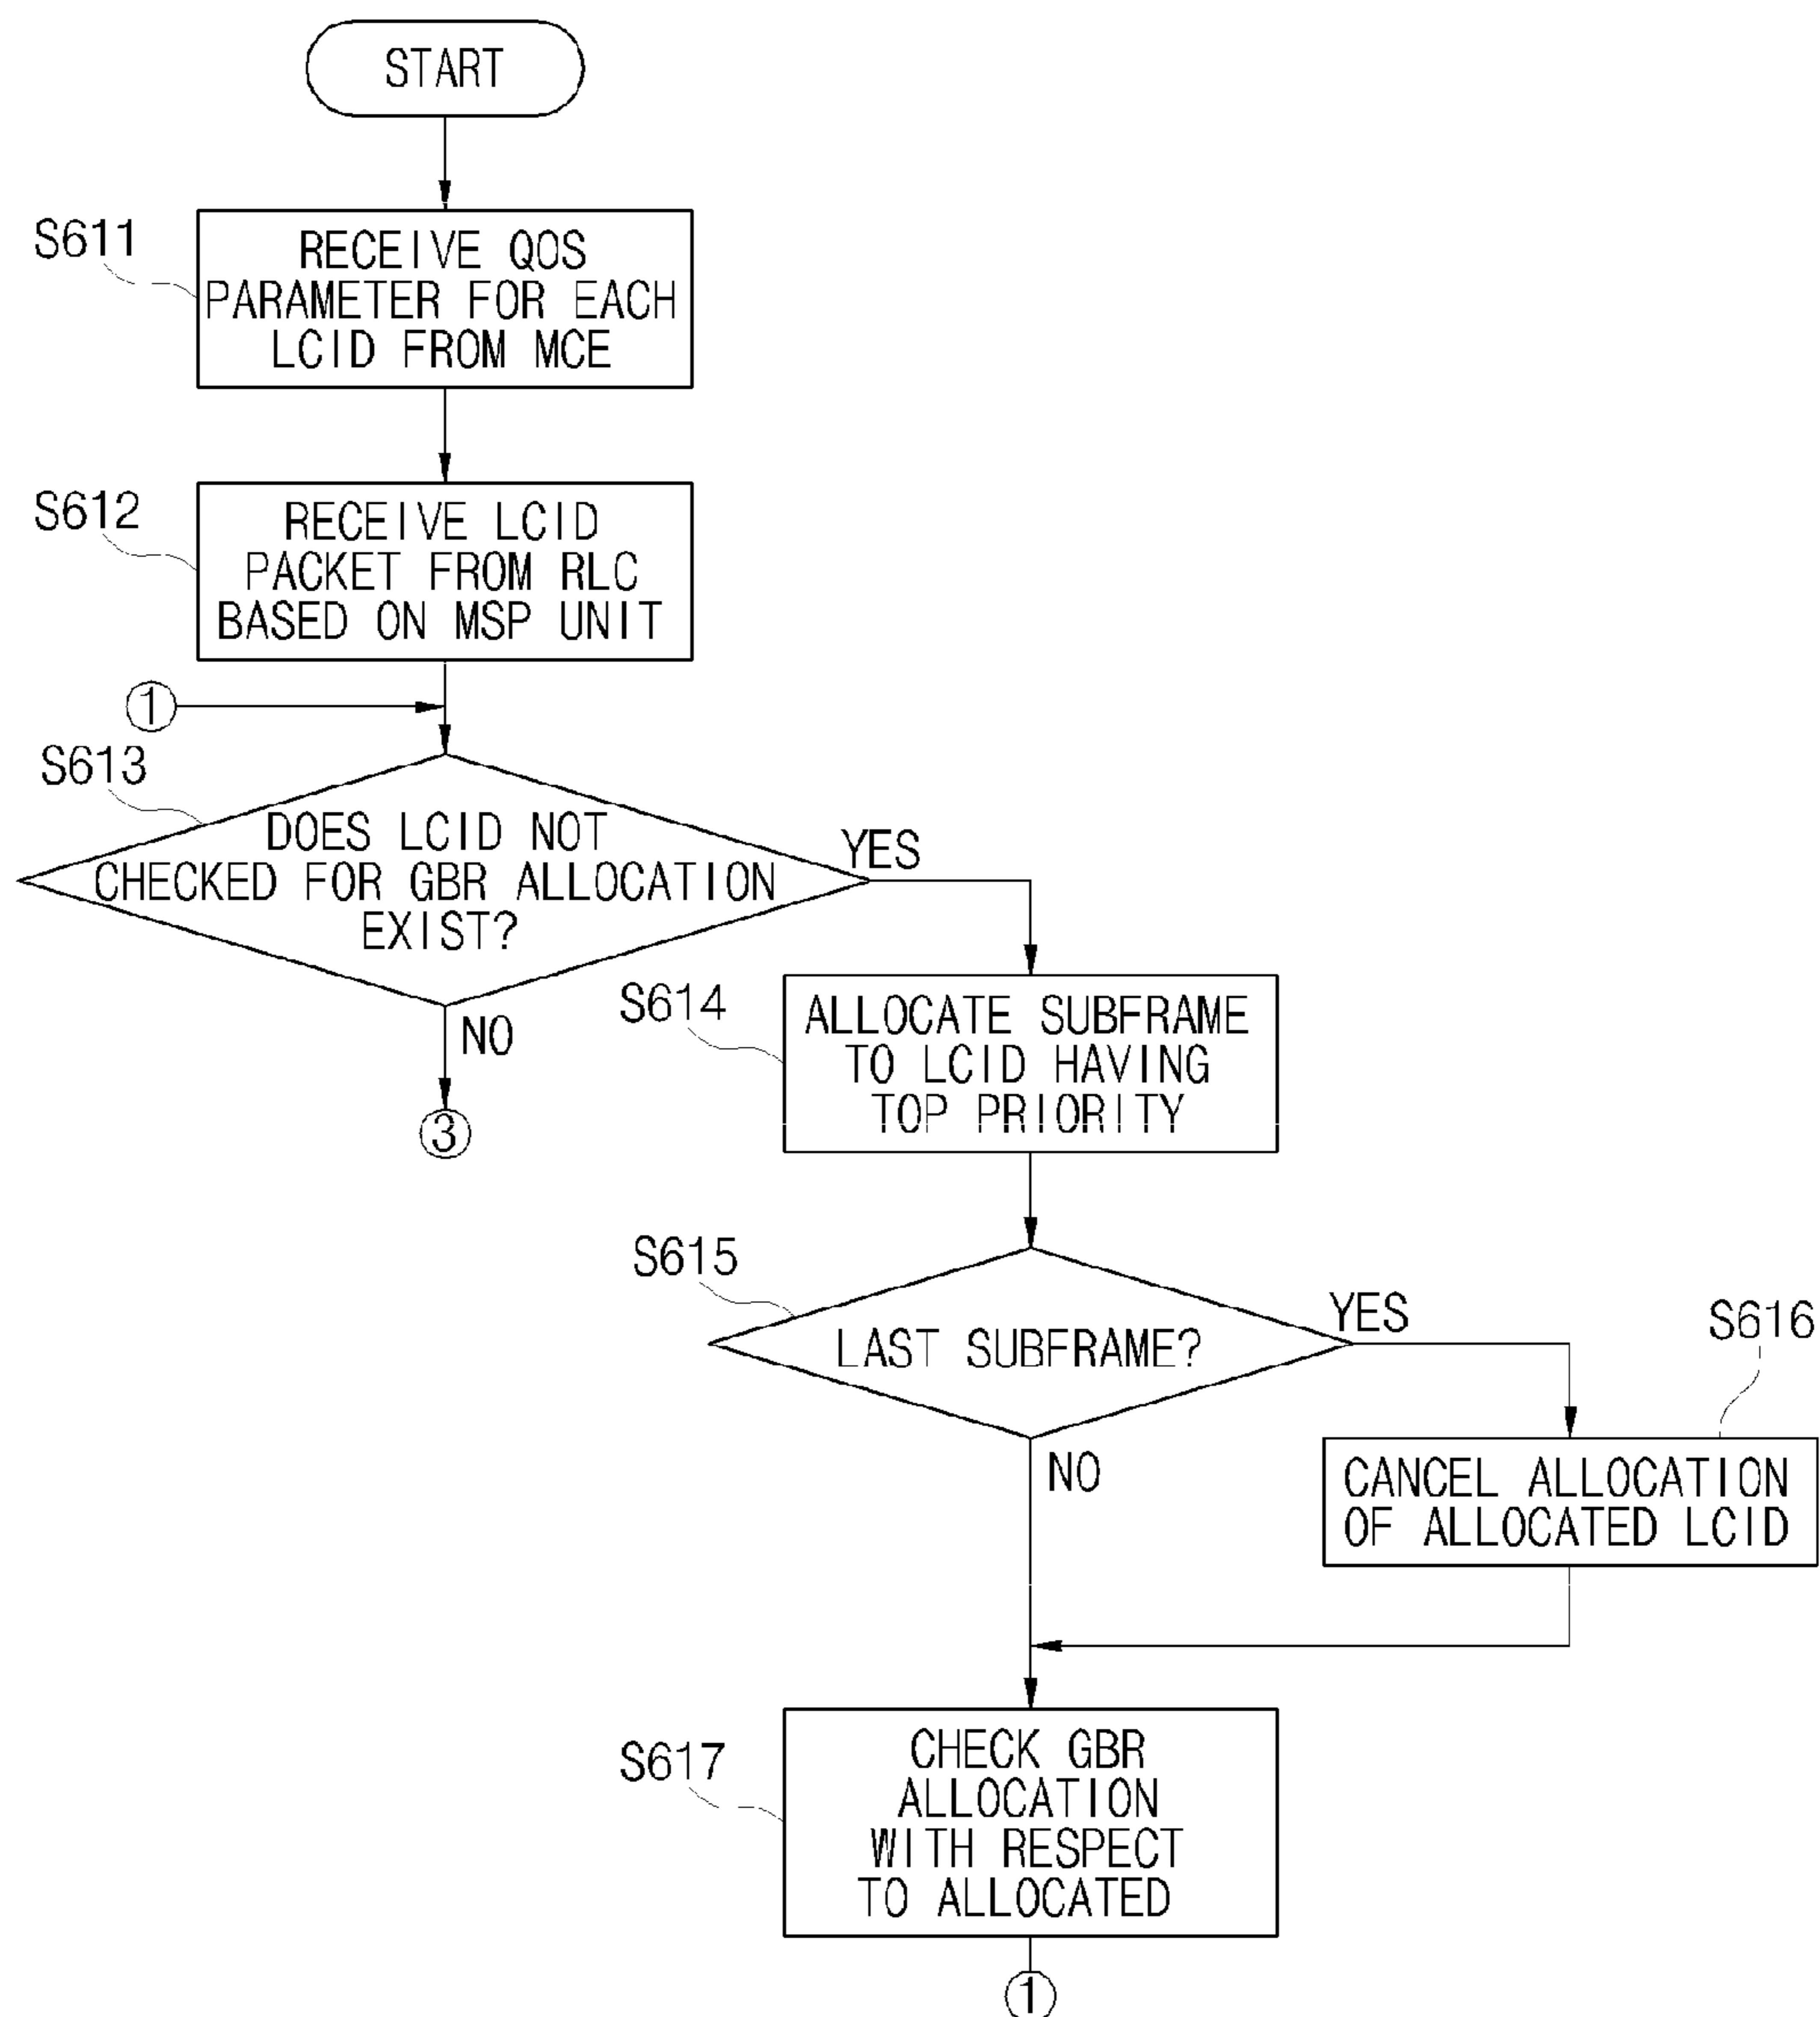 START
S611
RECEIVE QOS
PARAMETER FOR EACH
LCID FROM MCE
S612
RECEIVE LCID
PACKET FROM RLC
BASED ON MSP UNIT
1
S613
DOES LCID NOT
CHECKED FOR GBR ALLOCATION
EXIST?
YES
NO
3
S614
ALLOCATE SUBFRAME
TO LCID HAVING
TOP PRIORITY
S615
LAST SUBFRAME?
YES
NO
S616
CANCEL ALLOCATION
OF ALLOCATED LCID
S617
CHECK GBR
ALLOCATION
WITH RESPECT
TO ALLOCATED
1